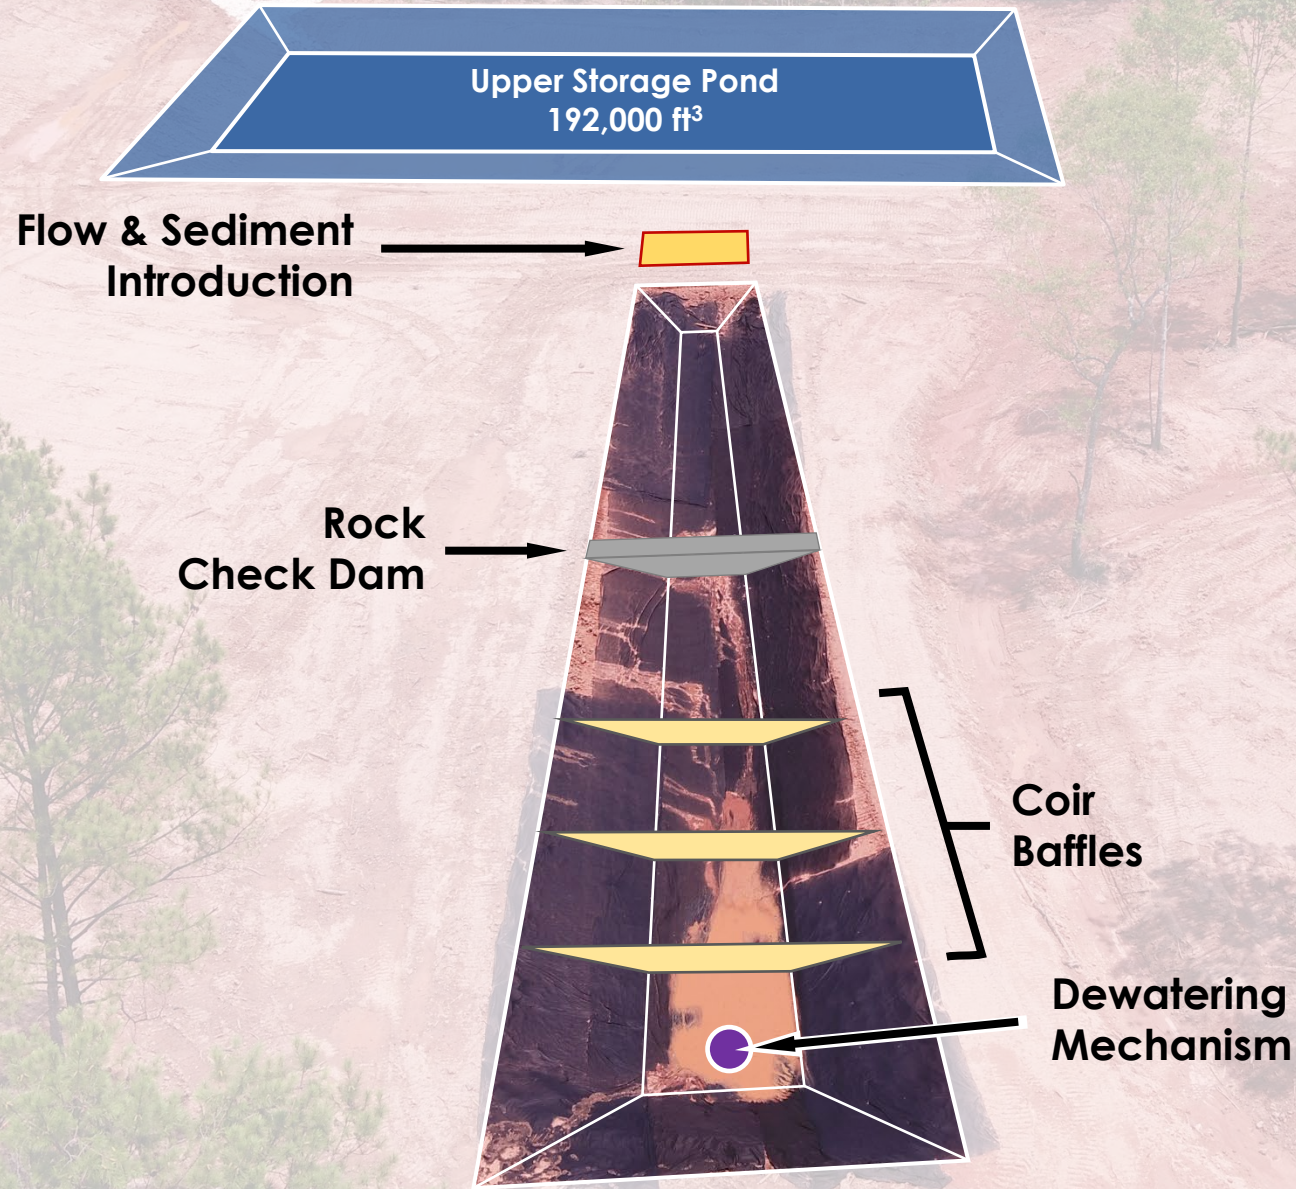 Upper Storage Pond
192,000 ft³
Flow & Sediment
Introduction
Rock
Check Dam
Coir
Baffles
Dewatering
Mechanism